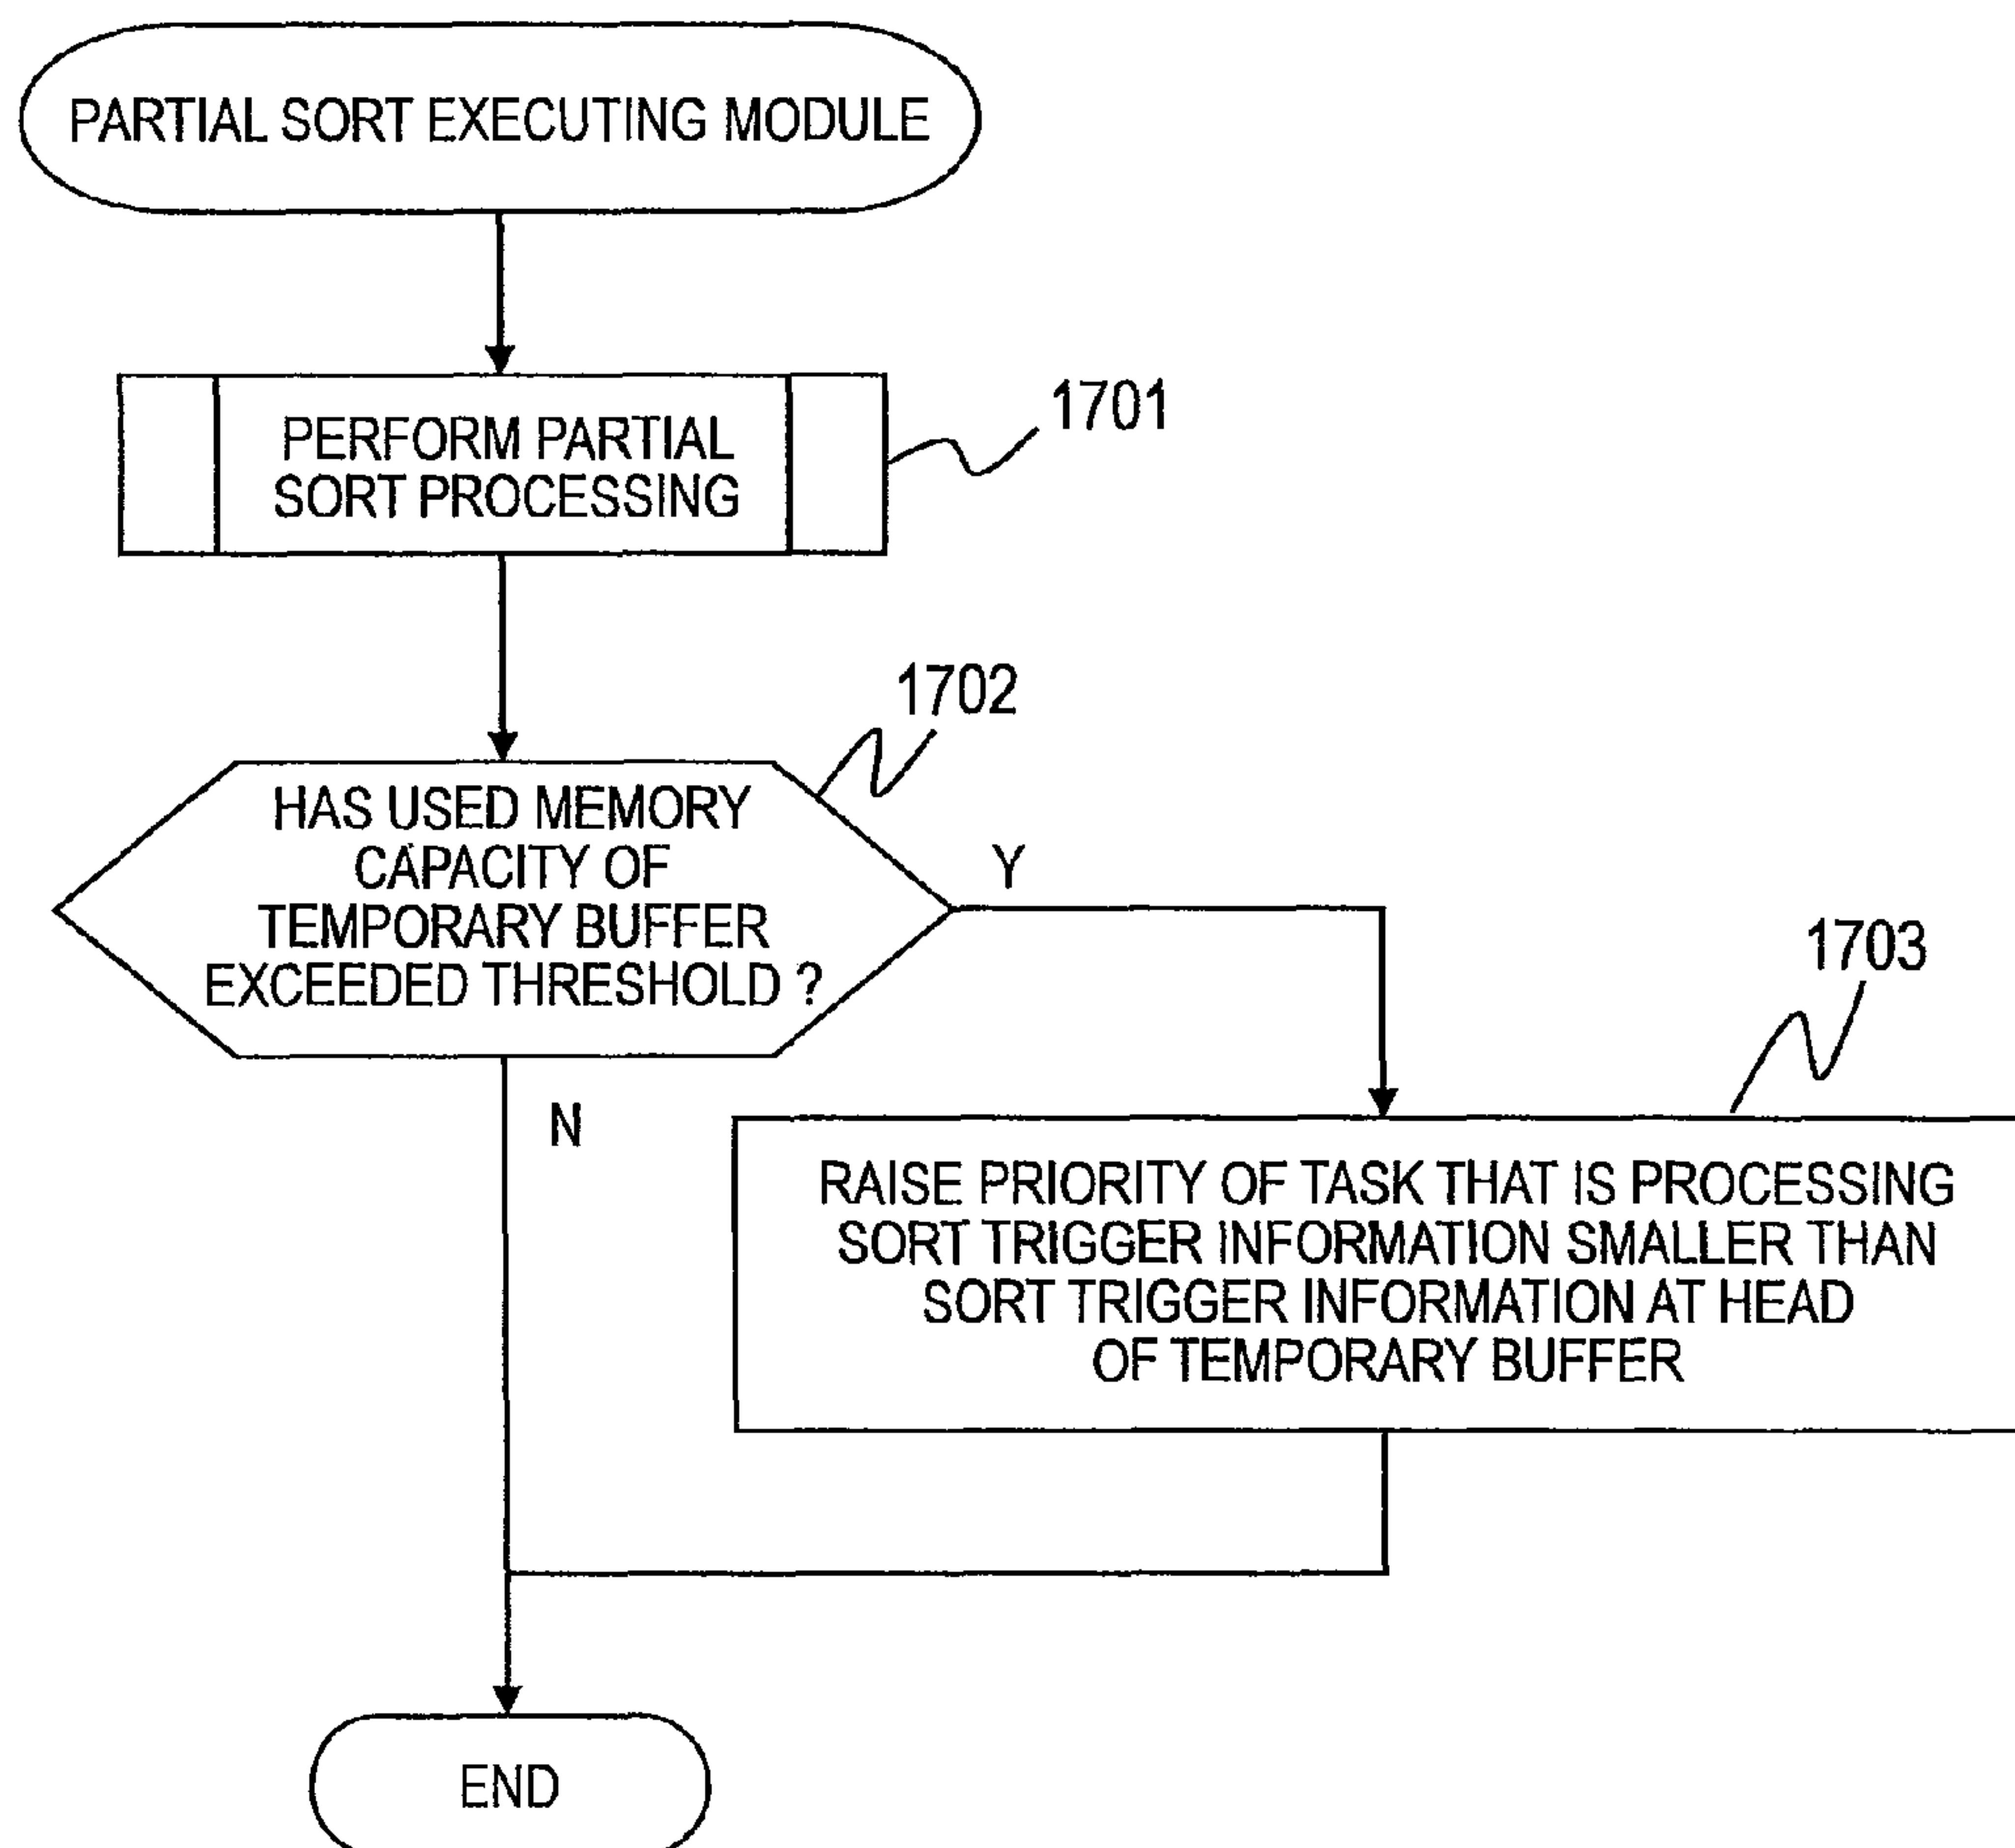 PARTIAL SORT EXECUTING MODULE
PERFORM PARTIAL
SORT PROCESSING
1701
1702
HAS USED MEMORY
CAPACITY OF
TEMPORARY BUFFER
EXCEEDED THRESHOLD ?
Y
N
1703
RAISE PRIORITY OF TASK THAT IS PROCESSING
SORT TRIGGER INFORMATION SMALLER THAN
SORT TRIGGER INFORMATION AT HEAD
OF TEMPORARY BUFFER
END